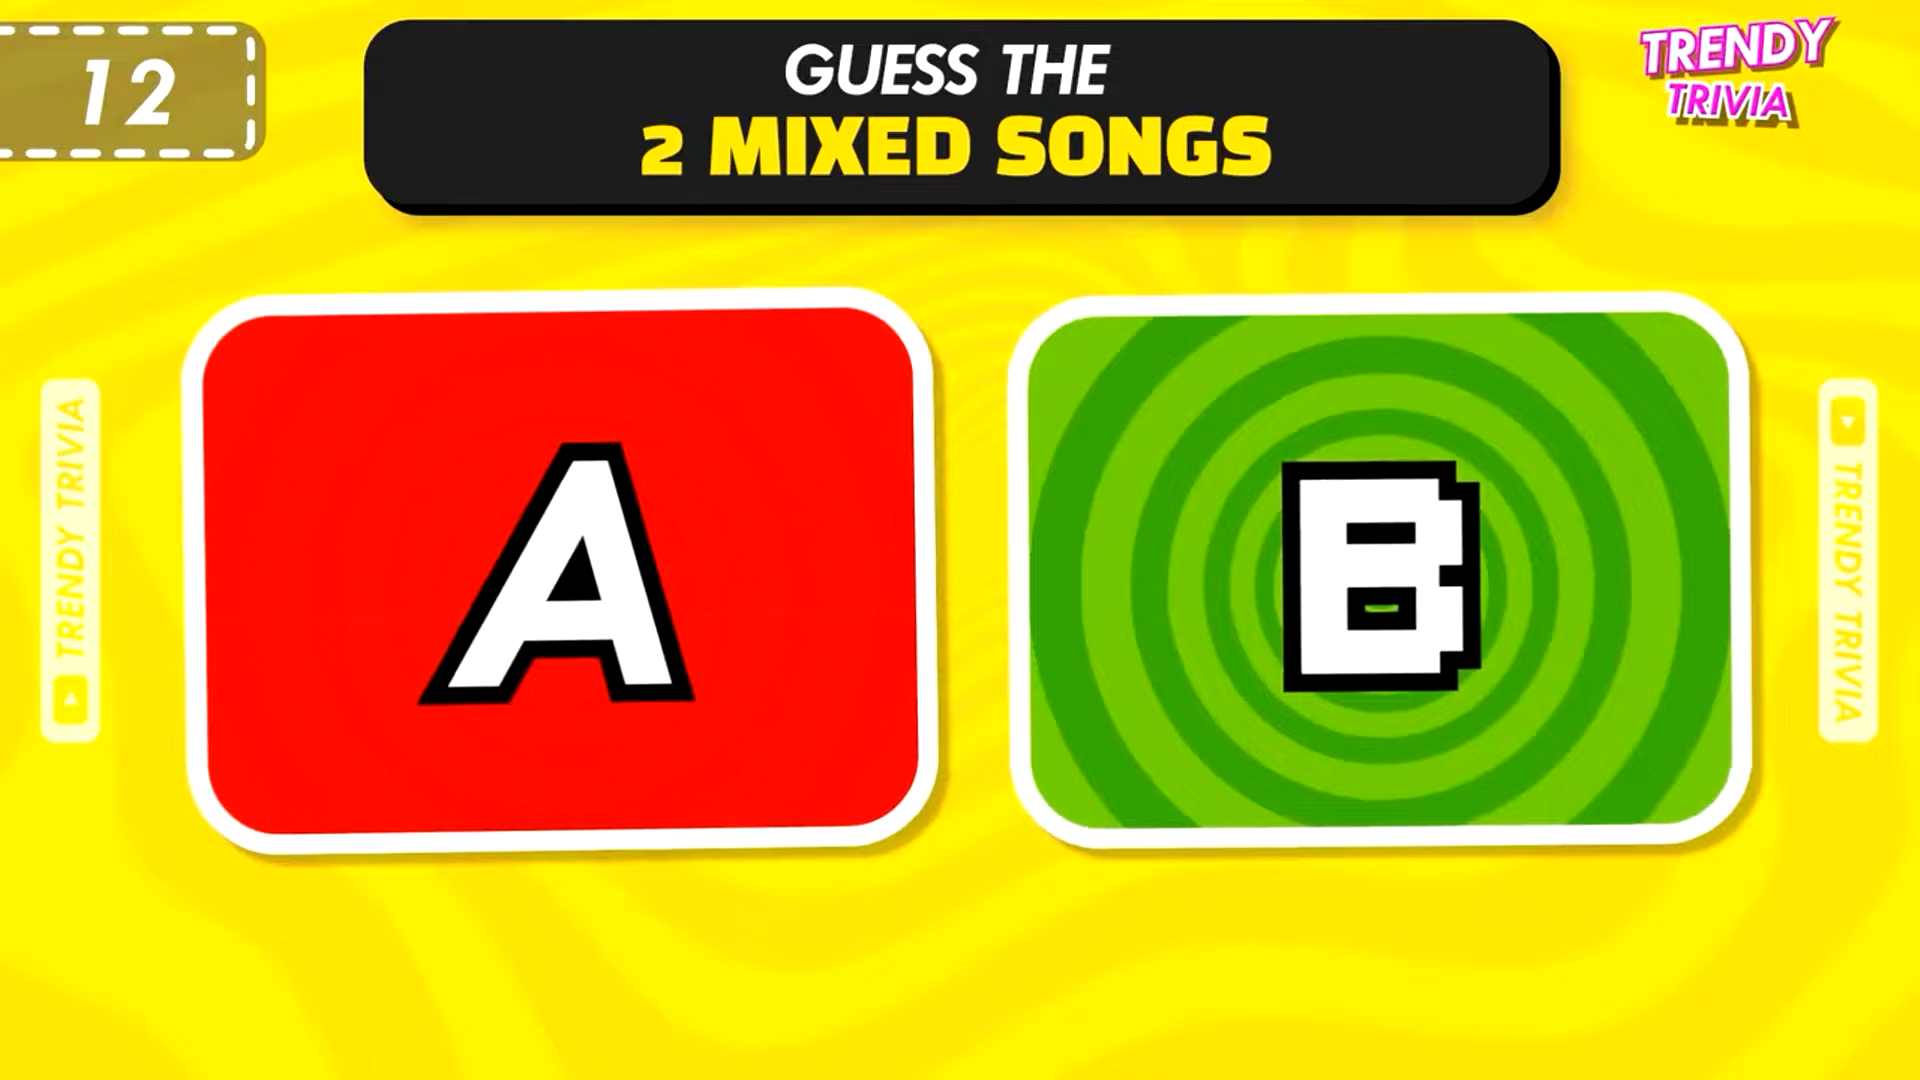 12
GUESS THE
2 MIXED SONGS
TRENDY
TRIVIA
TRENDY TRIVIA
A
B
TRENDY TRIVIA